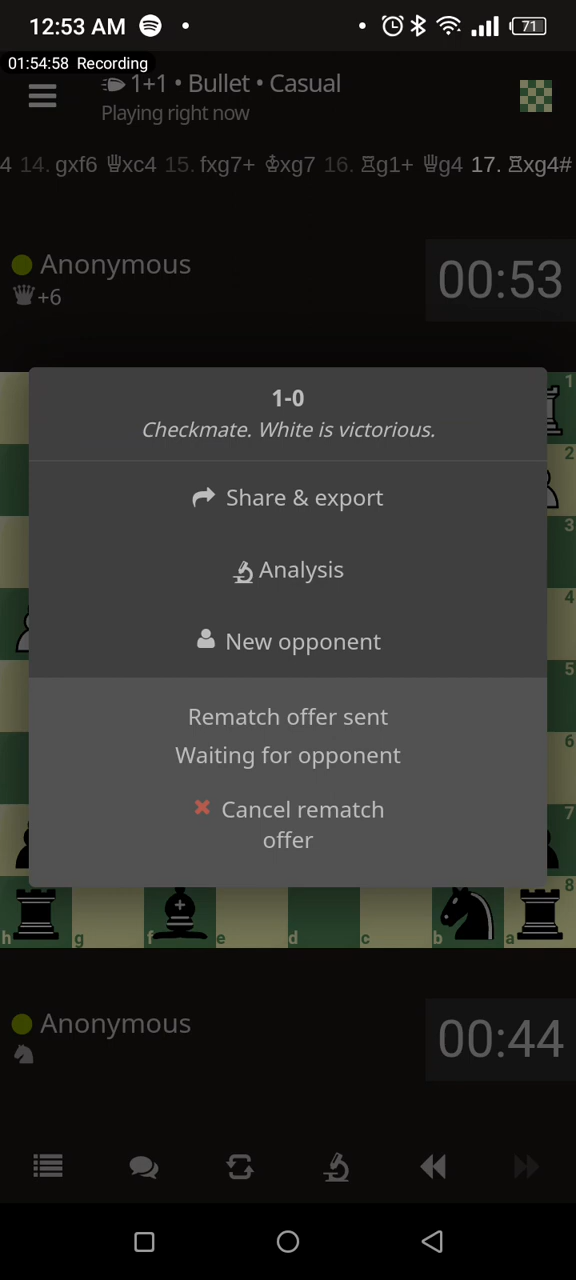 12:53 AM 71
01:54:58 Recording
1+1 • Bullet • Casual
Playing right now
4 14. gxf6 ♕xc4 15. fxg7+ ♔xg7 16. ♖g1+ ♕g4 17. ♖xg4#
Anonymous
+6
00:53
1-0
Checkmate. White is victorious.
Share & export
Analysis
New opponent
Rematch offer sent
Waiting for opponent
Cancel rematch
offer
1
2
3
4
5
6
7
8
h g f e d c b a
Anonymous
00:44